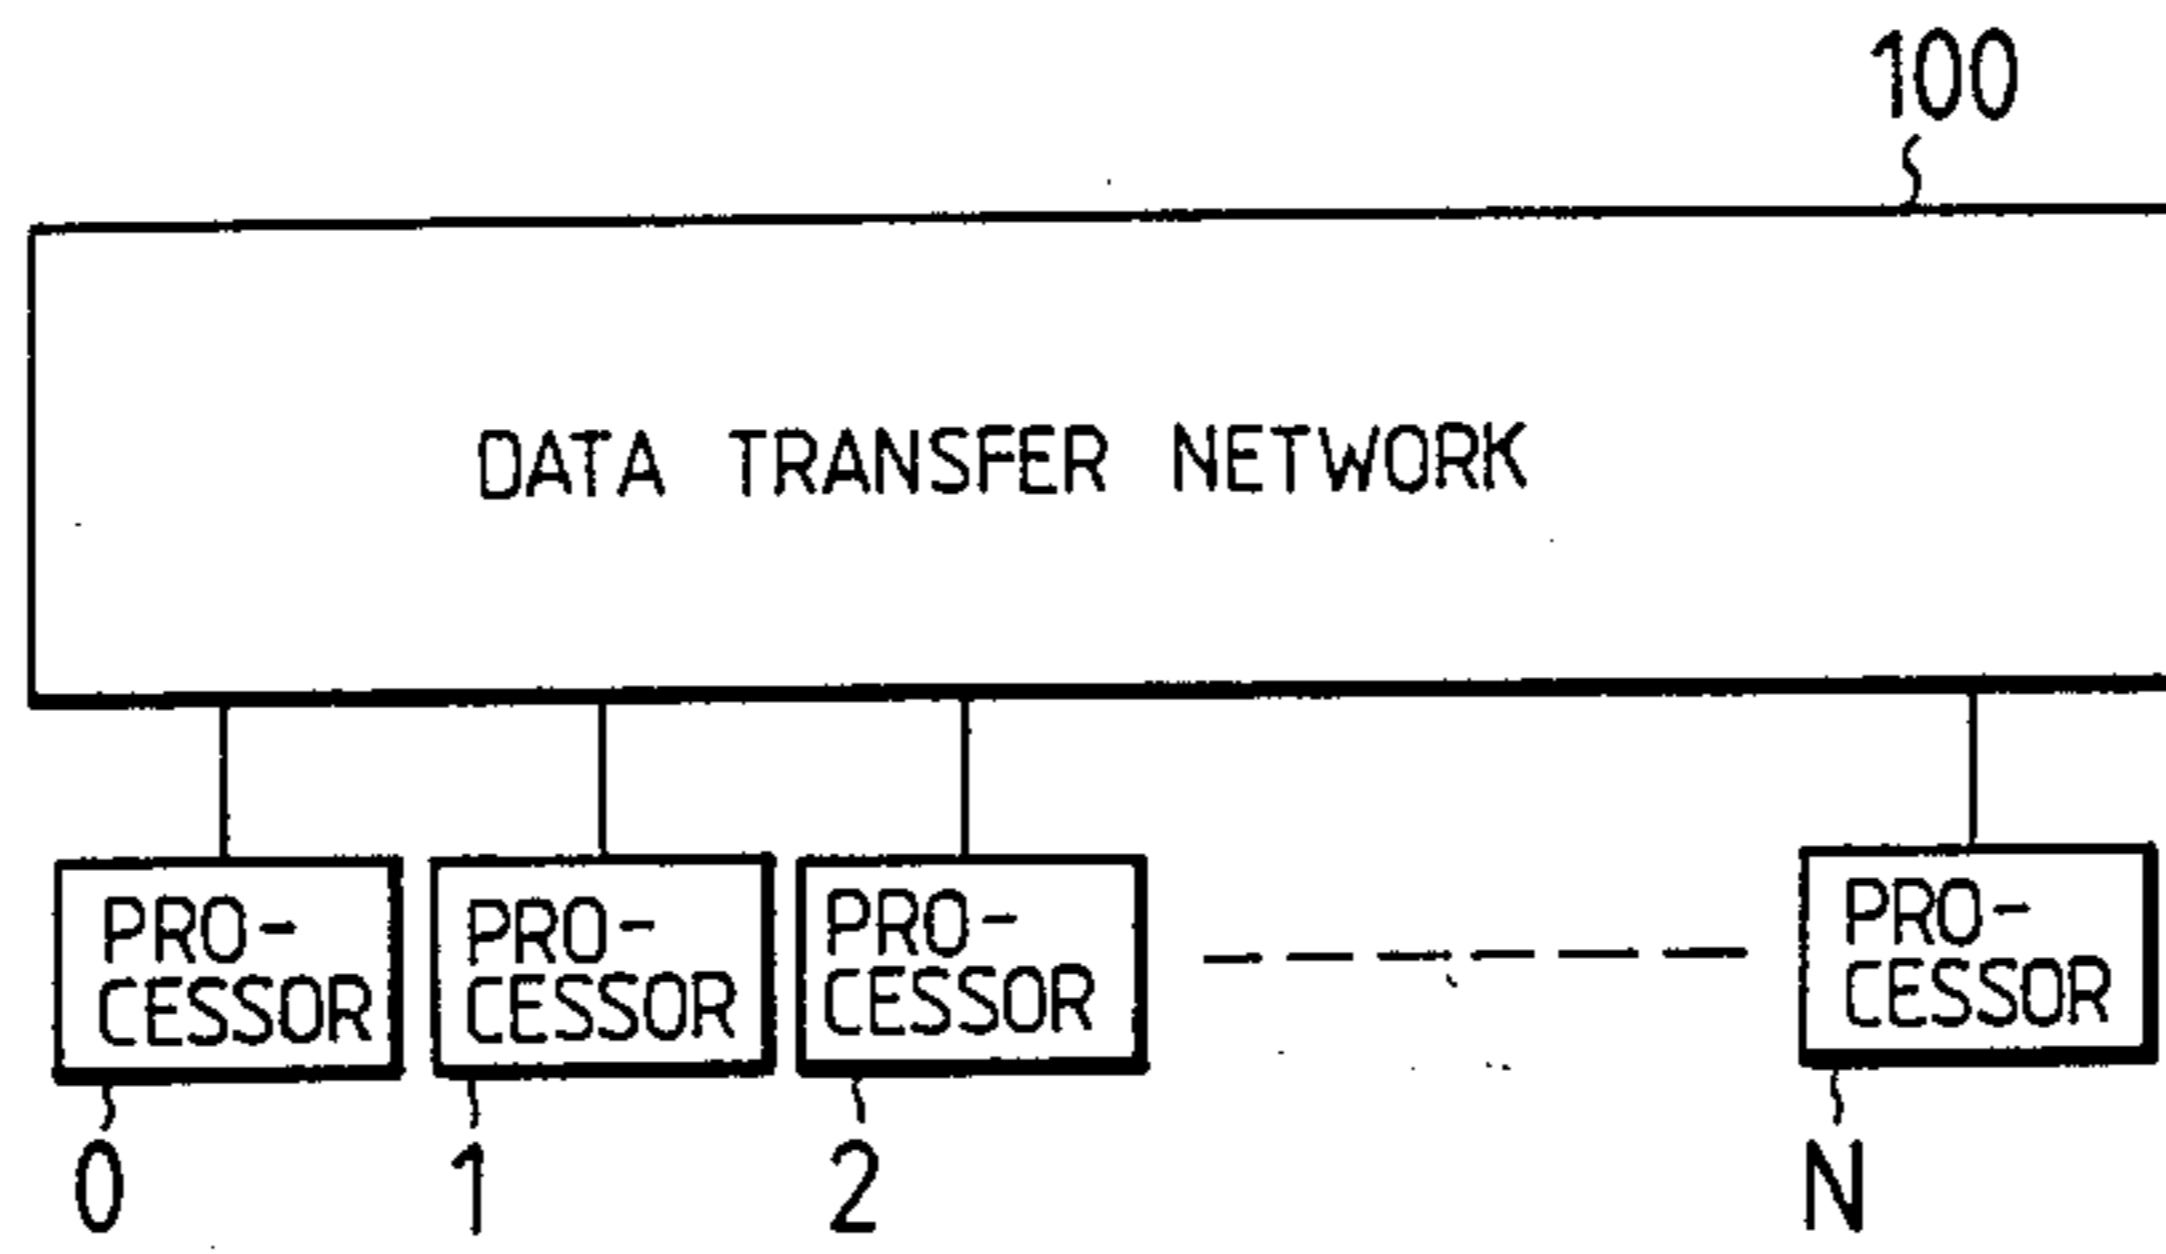 100
DATA TRANSFER NETWORK
PRO-
CESSOR
PRO-
CESSOR
PRO-
CESSOR
PRO-
CESSOR
0
1
2
N